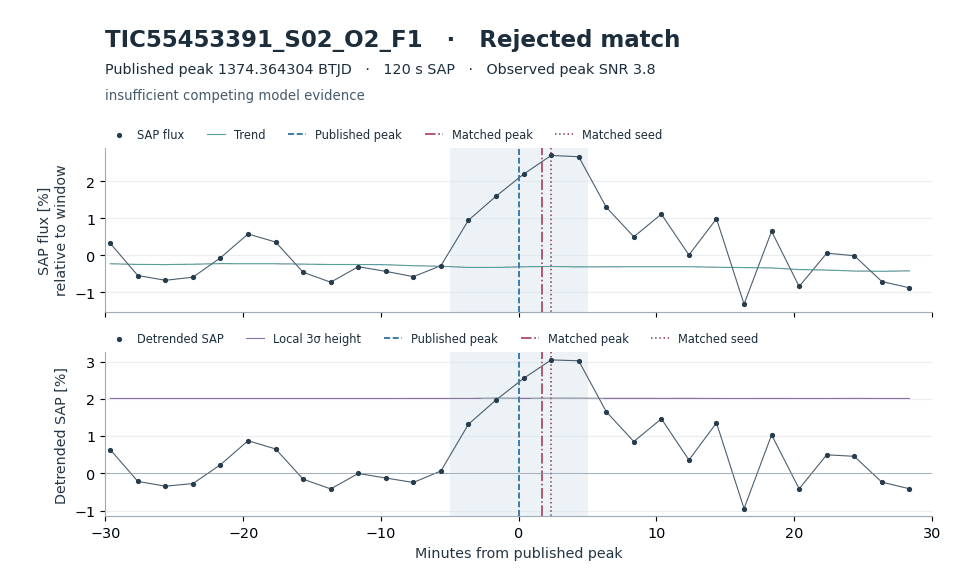 TIC55453391_S02_O2_F1 · Rejected match
Published peak 1374.364304 BTJD · 120 s SAP · Observed peak SNR 3.8
insufficient competing model evidence
SAP flux Trend Published peak Matched peak Matched seed
SAP flux [%]
relative to window
2
1
0
−1
Detrended SAP Local 3σ height Published peak Matched peak Matched seed
Detrended SAP [%]
3
2
1
0
−1
−30 −20 −10 0 10 20 30
Minutes from published peak